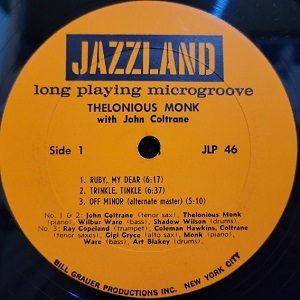 JAZZLAND
long playing microgroove
THELONIOUS MONK
with John Coltrane
Side 1
JLP 46
1. RUBY, MY DEAR (6:17)
2. TRINKLE, TINKLE (6:37)
3. OFF MINOR (alternate master) (5:10)
No. 1 & 2: John Coltrane (tenor sax), Thelonious Monk
(piano), Wilbur Ware (bass), Shadow Wilson (drums).
No. 3: Ray Copeland (trumpet), Coleman Hawkins, Coltrane
(tenor saxes), Gigi Gryce (alto sax), Monk (piano),
Ware (bass), Art Blakey (drums).
BILL GRAUER PRODUCTIONS INC. NEW YORK CITY